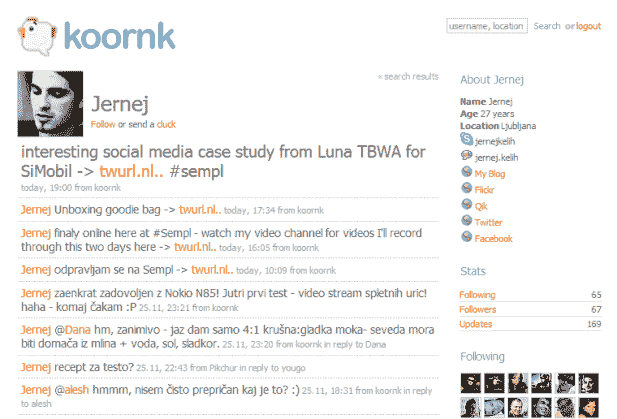 koornk
username, location Search or logout
« search results
Jernej
Follow or send a cluck
interesting social media case study from Luna TBWA for
SiMobil -> twurl.nl.. #sempl
today, 19:00 from koornk
Jernej Unboxing goodie bag -> twurl.nl.. today, 17:34 from koornk
Jernej finaly online here at #Sempl - watch my video channel for videos I'll record
through this two days here -> twurl.nl.. today, 16:05 from koornk
Jernej odpravljam se na Sempl -> twurl.nl.. today, 10:09 from koornk
Jernej zaenkrat zadovoljen z Nokio N85! Jutri prvi test - video stream spletnih uric!
haha - komaj čakam :P 25.11, 23:21 from koornk
Jernej @Dana hm, zanimivo - jaz dam samo 4:1 krušna:gladka moka- seveda mora
biti domača iz mlina + voda, sol, sladkor. 25.11, 23:20 from koornk in reply to Dana
Jernej recept za testo? 25.11, 22:43 from Pikchur in reply to yougo
Jernej @alesh hmmm, nisem čisto prepričan kaj je to? :) 25.11, 18:31 from koornk in reply
to alesh
About Jernej
Name Jernej
Age 27 years
Location Ljubljana
jernejkelih
jernej.kelih
My Blog
Flickr
Qik
Twitter
Facebook
Stats
Following 65
Followers 67
Updates 169
Following